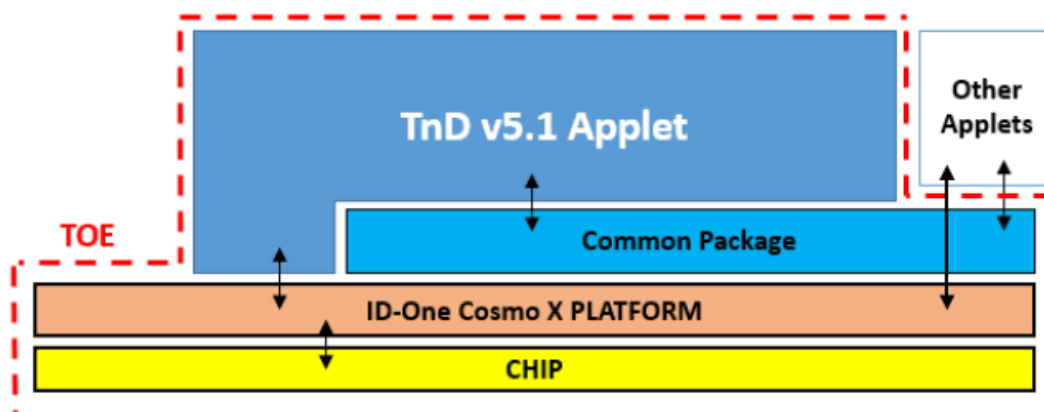 TnD v5.1 Applet
Other
Applets
TOE
Common Package
ID-One Cosmo X PLATFORM
CHIP